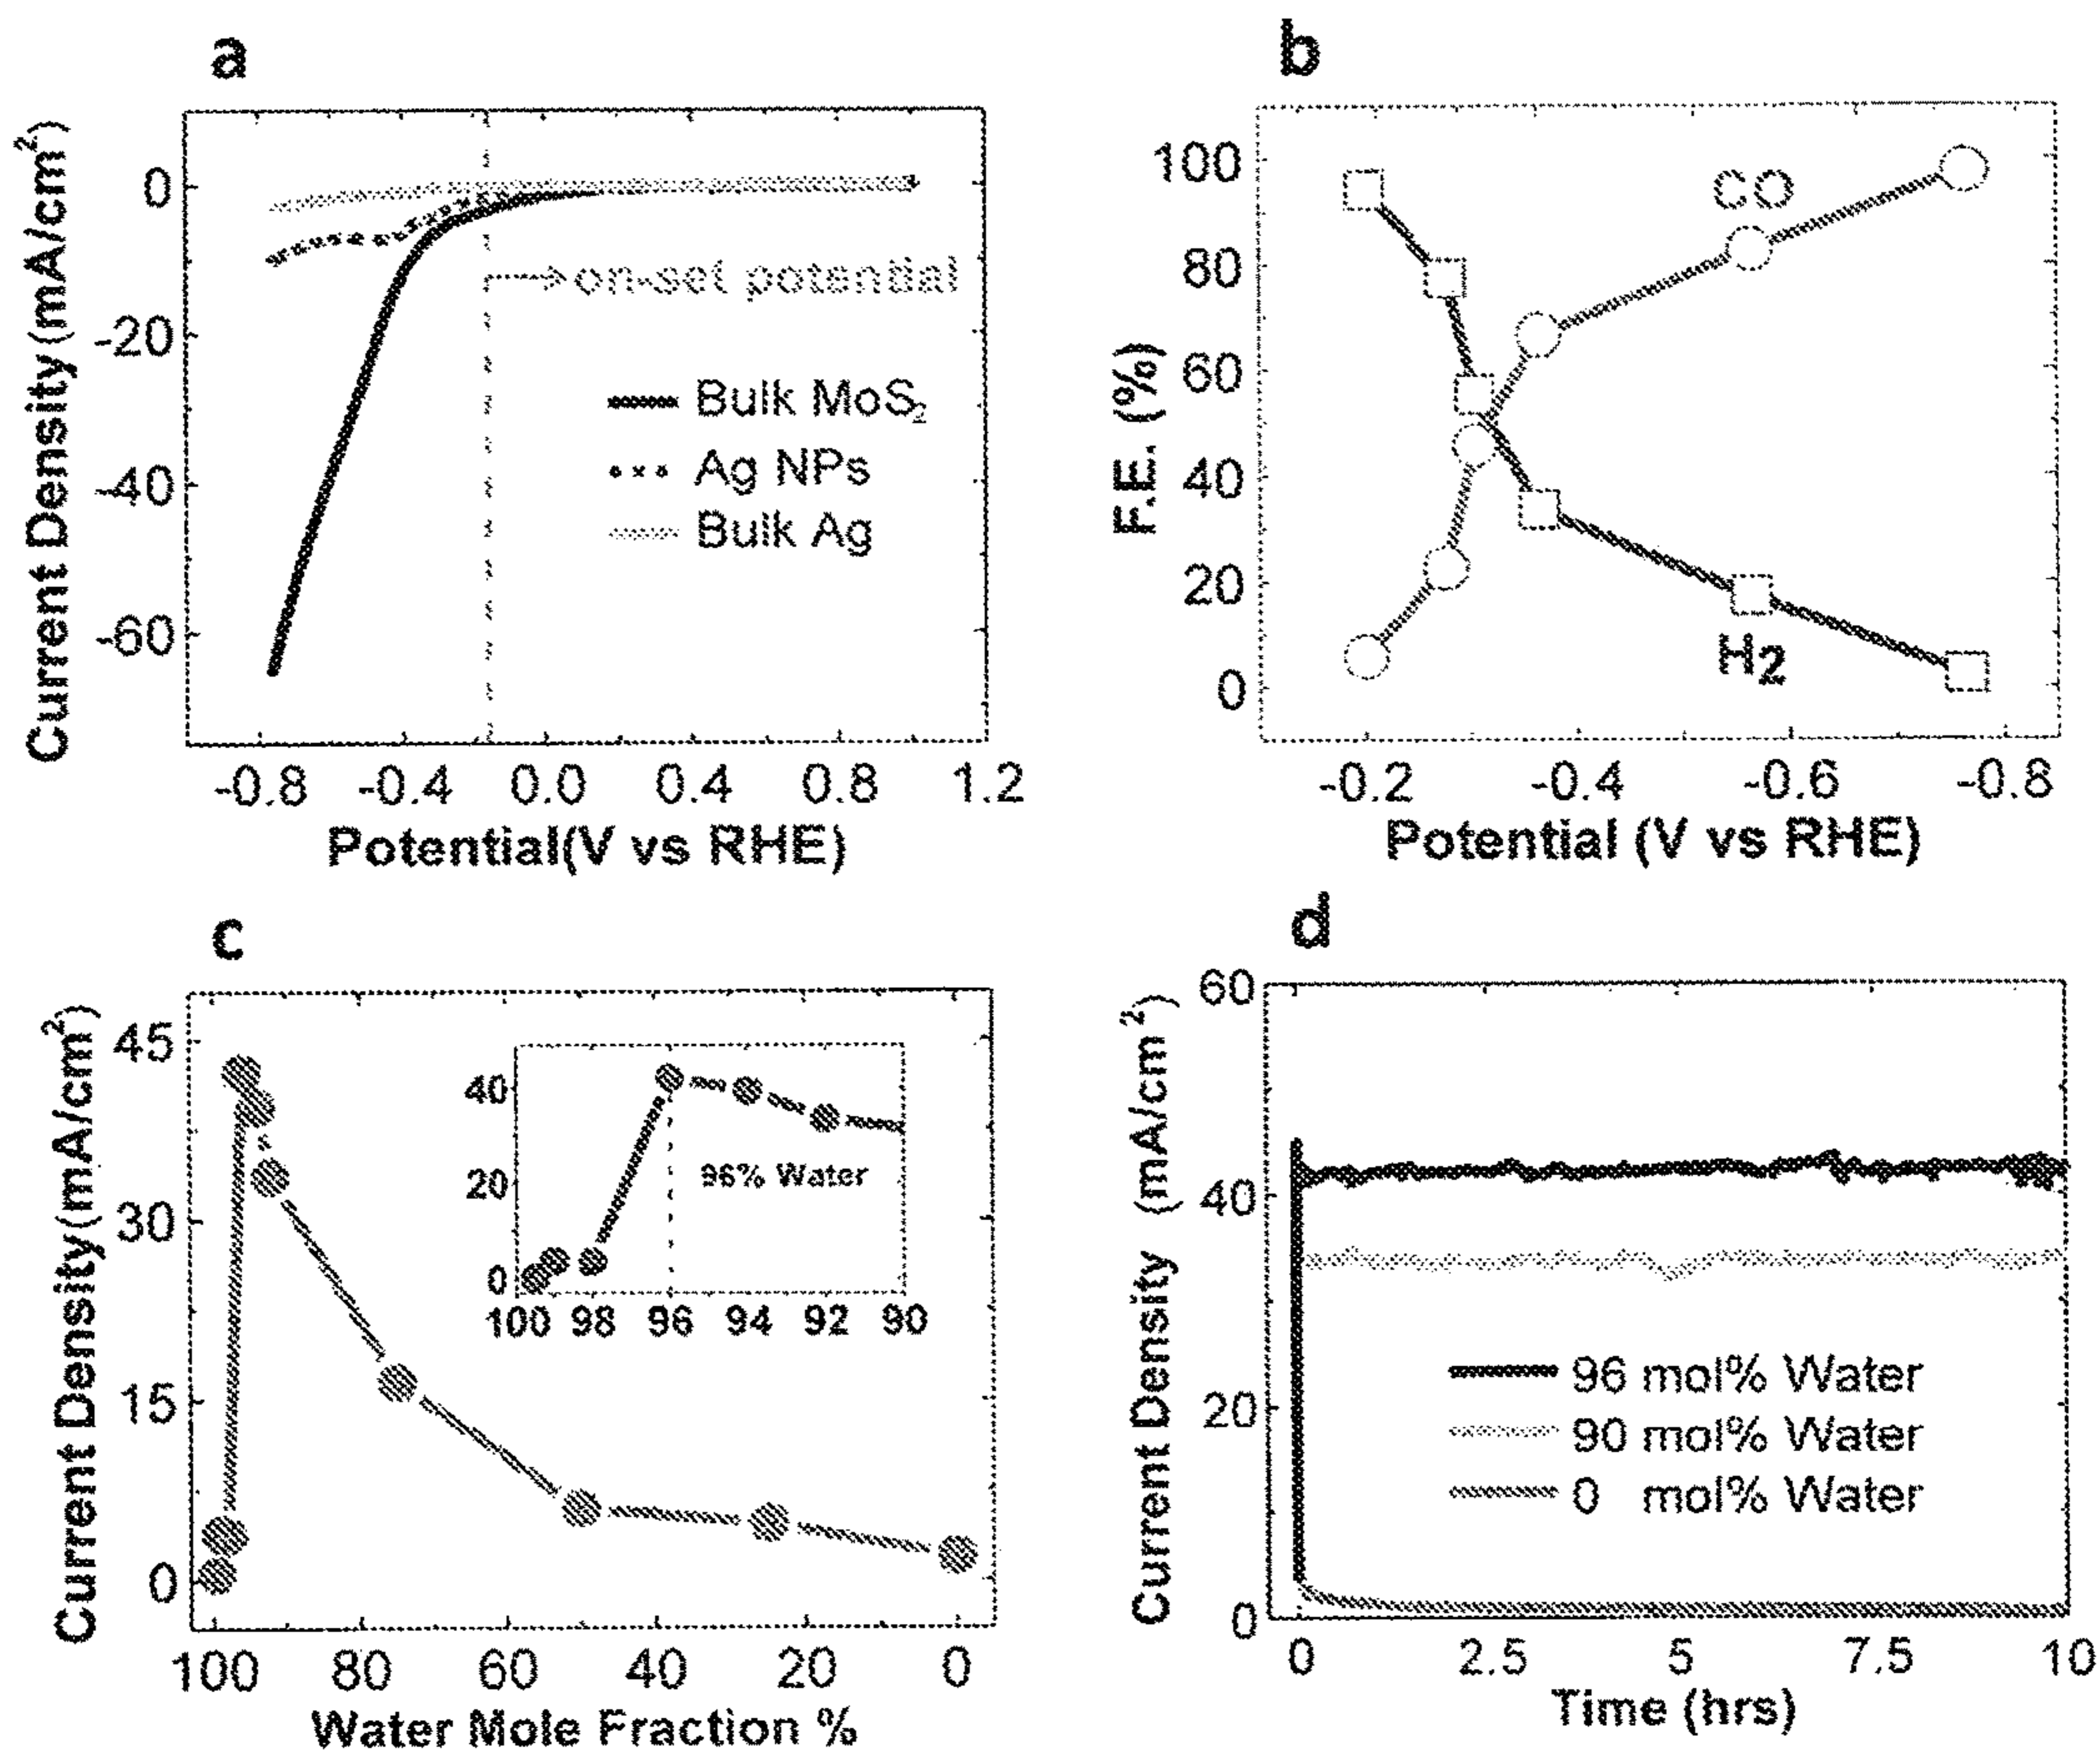 a
Current Density(mA/cm²)
0
-20
-40
-60
on-set potential
Bulk MoS₂
Ag NPs
Bulk Ag
-0.8 -0.4 0.0 0.4 0.8 1.2
Potential(V vs RHE)
b
F.E. (%)
100
80
60
40
20
0
CO
H2
-0.2 -0.4 -0.6 -0.8
Potential (V vs RHE)
c
Current Density(mA/cm²)
45
30
15
0
40
20
0
96% Water
100 98 96 94 92 90
100 80 60 40 20 0
Water Mole Fraction %
d
Current Density (mA/cm²)
60
40
20
0
96 mol% Water
90 mol% Water
0 mol% Water
0 2.5 5 7.5 10
Time (hrs)